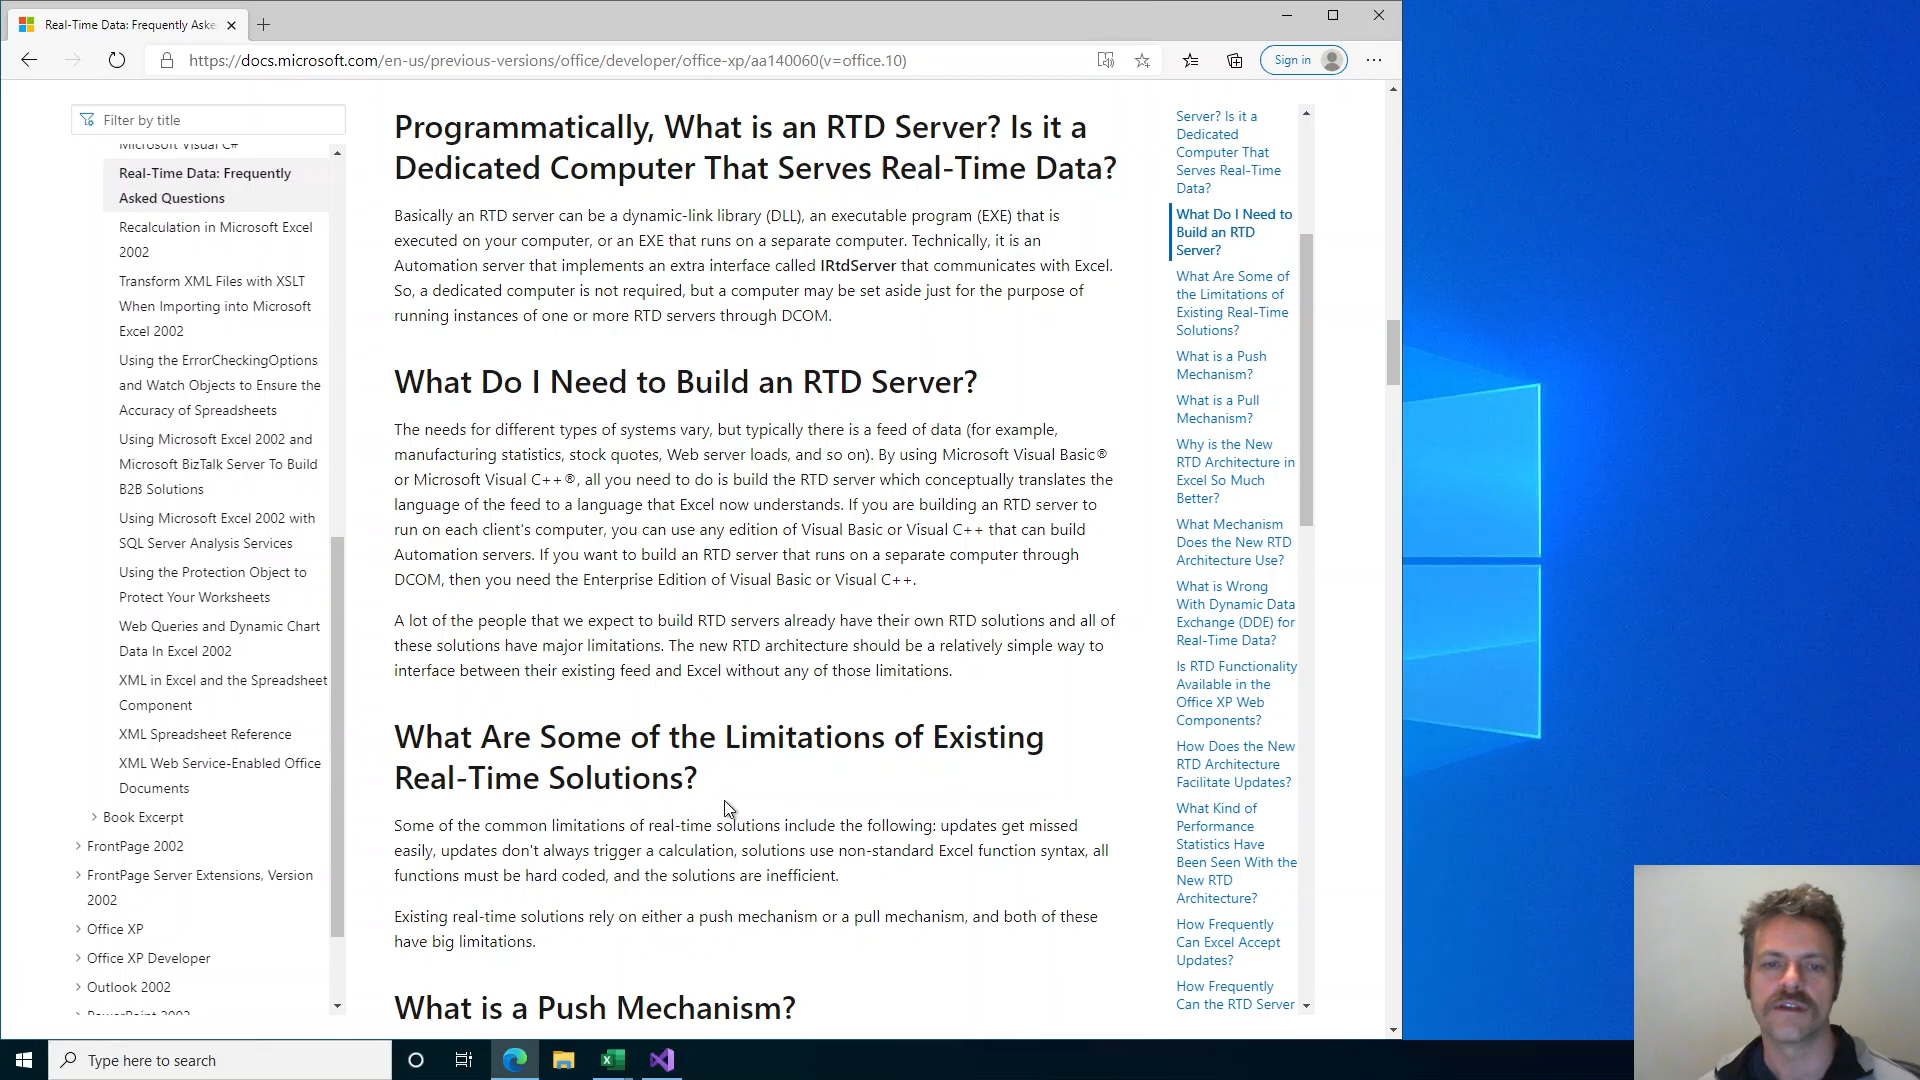 Real-Time Data: Frequently Aske
https://docs.microsoft.com/en-us/previous-versions/office/developer/office-xp/aa140060(v=office.10)
Sign in
Filter by title
Microsoft Visual C#
Real-Time Data: Frequently
Asked Questions
Recalculation in Microsoft Excel
2002
Transform XML Files with XSLT
When Importing into Microsoft
Excel 2002
Using the ErrorCheckingOptions
and Watch Objects to Ensure the
Accuracy of Spreadsheets
Using Microsoft Excel 2002 and
Microsoft BizTalk Server To Build
B2B Solutions
Using Microsoft Excel 2002 with
SQL Server Analysis Services
Using the Protection Object to
Protect Your Worksheets
Web Queries and Dynamic Chart
Data In Excel 2002
XML in Excel and the Spreadsheet
Component
XML Spreadsheet Reference
XML Web Service-Enabled Office
Documents
Book Excerpt
FrontPage 2002
FrontPage Server Extensions, Version
2002
Office XP
Office XP Developer
Outlook 2002
PowerPoint 2002
Programmatically, What is an RTD Server? Is it a
Dedicated Computer That Serves Real-Time Data?
Basically an RTD server can be a dynamic-link library (DLL), an executable program (EXE) that is
executed on your computer, or an EXE that runs on a separate computer. Technically, it is an
Automation server that implements an extra interface called IRtdServer that communicates with Excel.
So, a dedicated computer is not required, but a computer may be set aside just for the purpose of
running instances of one or more RTD servers through DCOM.
What Do I Need to Build an RTD Server?
The needs for different types of systems vary, but typically there is a feed of data (for example,
manufacturing statistics, stock quotes, Web server loads, and so on). By using Microsoft Visual Basic®
or Microsoft Visual C++®, all you need to do is build the RTD server which conceptually translates the
language of the feed to a language that Excel now understands. If you are building an RTD server to
run on each client's computer, you can use any edition of Visual Basic or Visual C++ that can build
Automation servers. If you want to build an RTD server that runs on a separate computer through
DCOM, then you need the Enterprise Edition of Visual Basic or Visual C++.
A lot of the people that we expect to build RTD servers already have their own RTD solutions and all of
these solutions have major limitations. The new RTD architecture should be a relatively simple way to
interface between their existing feed and Excel without any of those limitations.
What Are Some of the Limitations of Existing
Real-Time Solutions?
Some of the common limitations of real-time solutions include the following: updates get missed
easily, updates don't always trigger a calculation, solutions use non-standard Excel function syntax, all
functions must be hard coded, and the solutions are inefficient.
Existing real-time solutions rely on either a push mechanism or a pull mechanism, and both of these
have big limitations.
What is a Push Mechanism?
Server? Is it a
Dedicated
Computer That
Serves Real-Time
Data?
What Do I Need to
Build an RTD
Server?
What Are Some of
the Limitations of
Existing Real-Time
Solutions?
What is a Push
Mechanism?
What is a Pull
Mechanism?
Why is the New
RTD Architecture in
Excel So Much
Better?
What Mechanism
Does the New RTD
Architecture Use?
What is Wrong
With Dynamic Data
Exchange (DDE) for
Real-Time Data?
Is RTD Functionality
Available in the
Office XP Web
Components?
How Does the New
RTD Architecture
Facilitate Updates?
What Kind of
Performance
Statistics Have
Been Seen With the
New RTD
Architecture?
How Frequently
Can Excel Accept
Updates?
How Frequently
Can the RTD Server
Type here to search